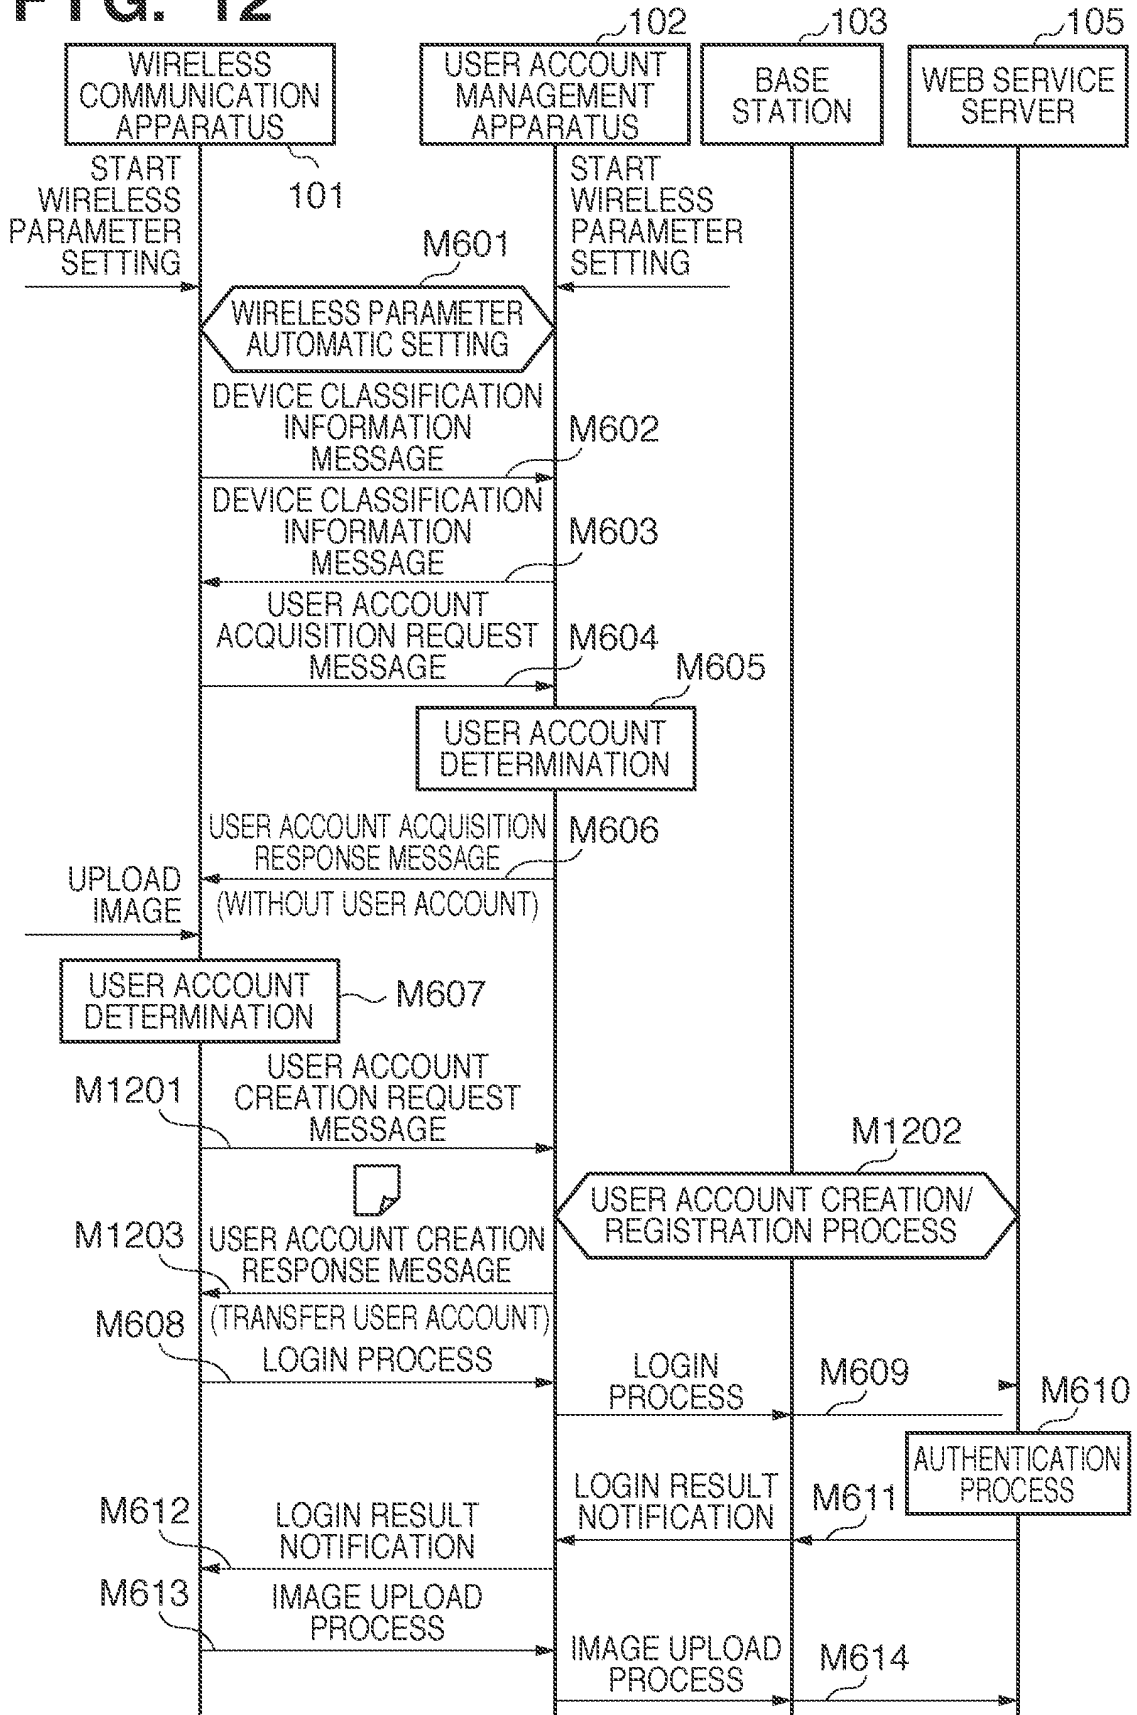 FIG. 12
102
103
105
WIRELESS
COMMUNICATION
APPARATUS
USER ACCOUNT
MANAGEMENT
APPARATUS
BASE
STATION
WEB SERVICE
SERVER
101
START
WIRELESS
PARAMETER
SETTING
START
WIRELESS
PARAMETER
SETTING
M601
WIRELESS PARAMETER
AUTOMATIC SETTING
DEVICE CLASSIFICATION
INFORMATION
MESSAGE
M602
DEVICE CLASSIFICATION
INFORMATION
MESSAGE
M603
USER ACCOUNT
ACQUISITION REQUEST
MESSAGE
M604
M605
USER ACCOUNT
DETERMINATION
USER ACCOUNT ACQUISITION
RESPONSE MESSAGE
M606
(WITHOUT USER ACCOUNT)
UPLOAD
IMAGE
USER ACCOUNT
DETERMINATION
M607
M1201
USER ACCOUNT
CREATION REQUEST
MESSAGE
M1202
USER ACCOUNT CREATION/
REGISTRATION PROCESS
M1203
USER ACCOUNT CREATION
RESPONSE MESSAGE
(TRANSFER USER ACCOUNT)
M608
LOGIN PROCESS
LOGIN
PROCESS
M609
M610
AUTHENTICATION
PROCESS
LOGIN RESULT
NOTIFICATION
M611
M612
LOGIN RESULT
NOTIFICATION
M613
IMAGE UPLOAD
PROCESS
IMAGE UPLOAD
PROCESS
M614